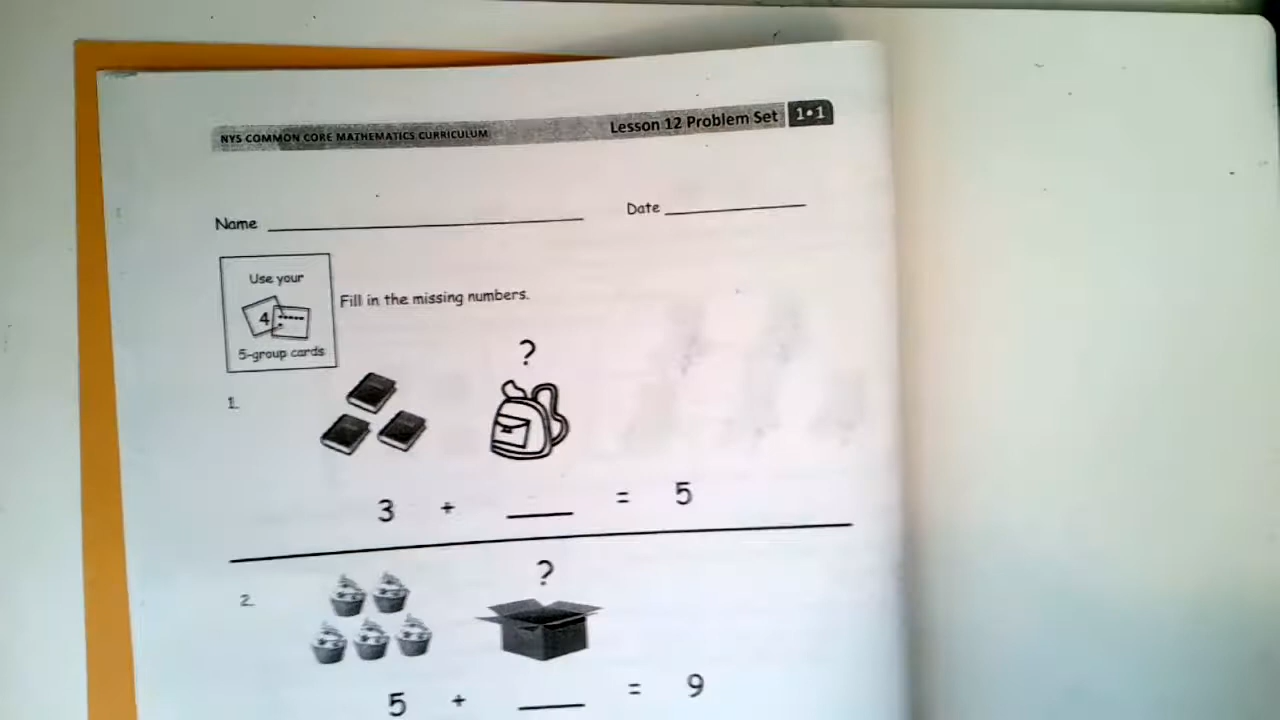 NYS COMMON CORE MATHEMATICS CURRICULUM Lesson 12 Problem Set 1•1
Name Date
Use your
4
5-group cards
Fill in the missing numbers.
?
1.
3 + ___ = 5
?
2.
5 + ___ = 9